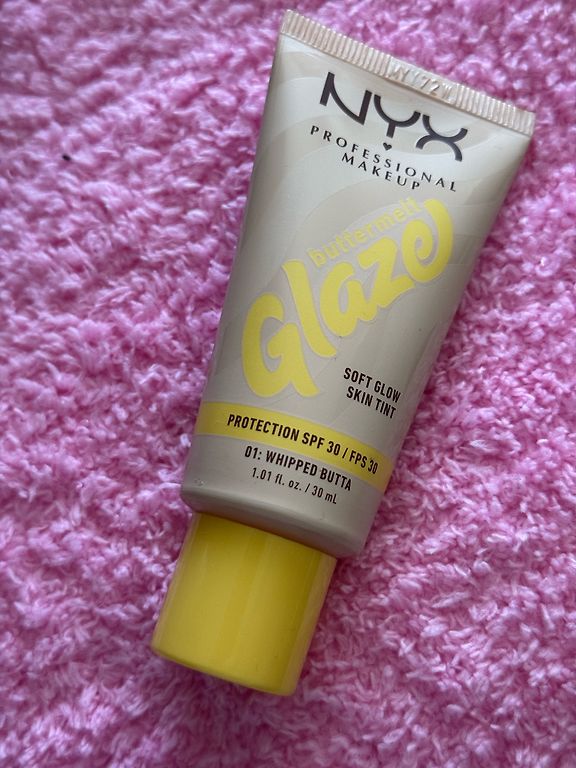 NYX
PROFESSIONAL
MAKEUP
buttermelt
Glaze
SOFT GLOW
SKIN TINT
PROTECTION SPF 30 / FPS 30
01: WHIPPED BUTTA
1.01 fl. oz. / 30 mL